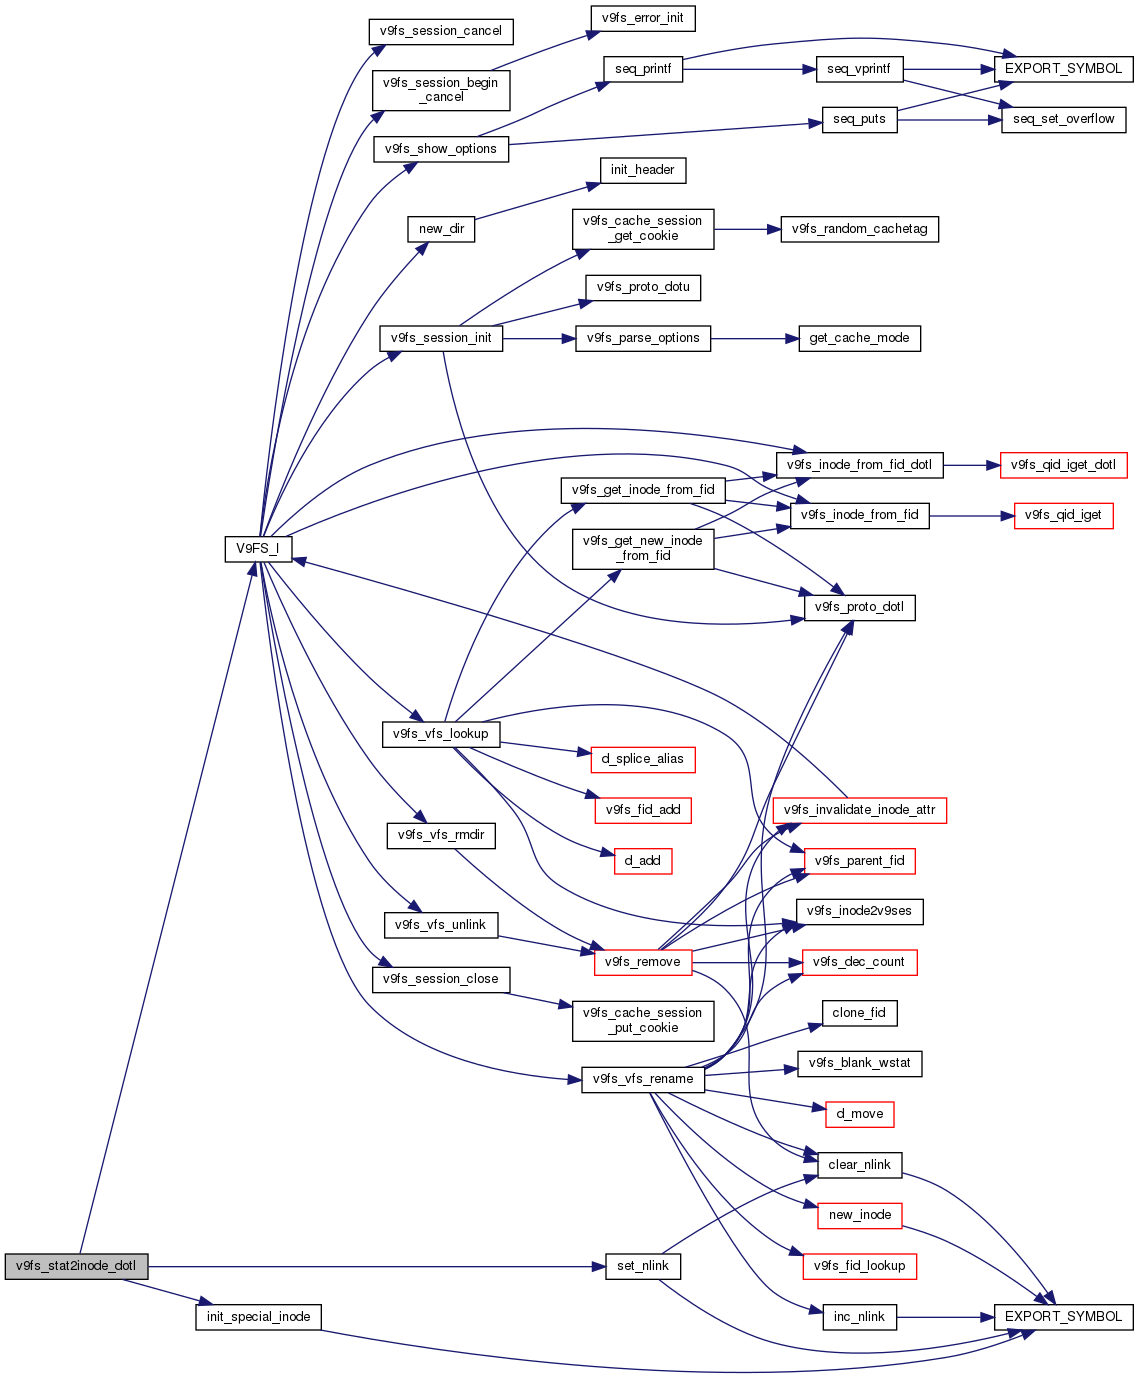 v9fs_error_init
v9fs_session_cancel
seq_printf
seq_vprintf
EXPORT_SYMBOL
v9fs_session_begin
_cancel
seq_puts
seq_set_overflow
v9fs_show_options
init_header
new_dir
v9fs_cache_session
_get_cookie
v9fs_random_cachetag
v9fs_proto_dotu
v9fs_session_init
v9fs_parse_options
get_cache_mode
v9fs_inode_from_fid_dotl
v9fs_qid_iget_dotl
v9fs_get_inode_from_fid
v9fs_inode_from_fid
v9fs_qid_iget
V9FS_I
v9fs_get_new_inode
_from_fid
v9fs_proto_dotl
v9fs_vfs_lookup
d_splice_alias
v9fs_fid_add
v9fs_invalidate_inode_attr
v9fs_vfs_rmdir
d_add
v9fs_parent_fid
v9fs_vfs_unlink
v9fs_inode2v9ses
v9fs_remove
v9fs_dec_count
v9fs_session_close
v9fs_cache_session
_put_cookie
clone_fid
v9fs_vfs_rename
v9fs_blank_wstat
d_move
clear_nlink
new_inode
v9fs_stat2inode_dotl
set_nlink
v9fs_fid_lookup
init_special_inode
inc_nlink
EXPORT_SYMBOL